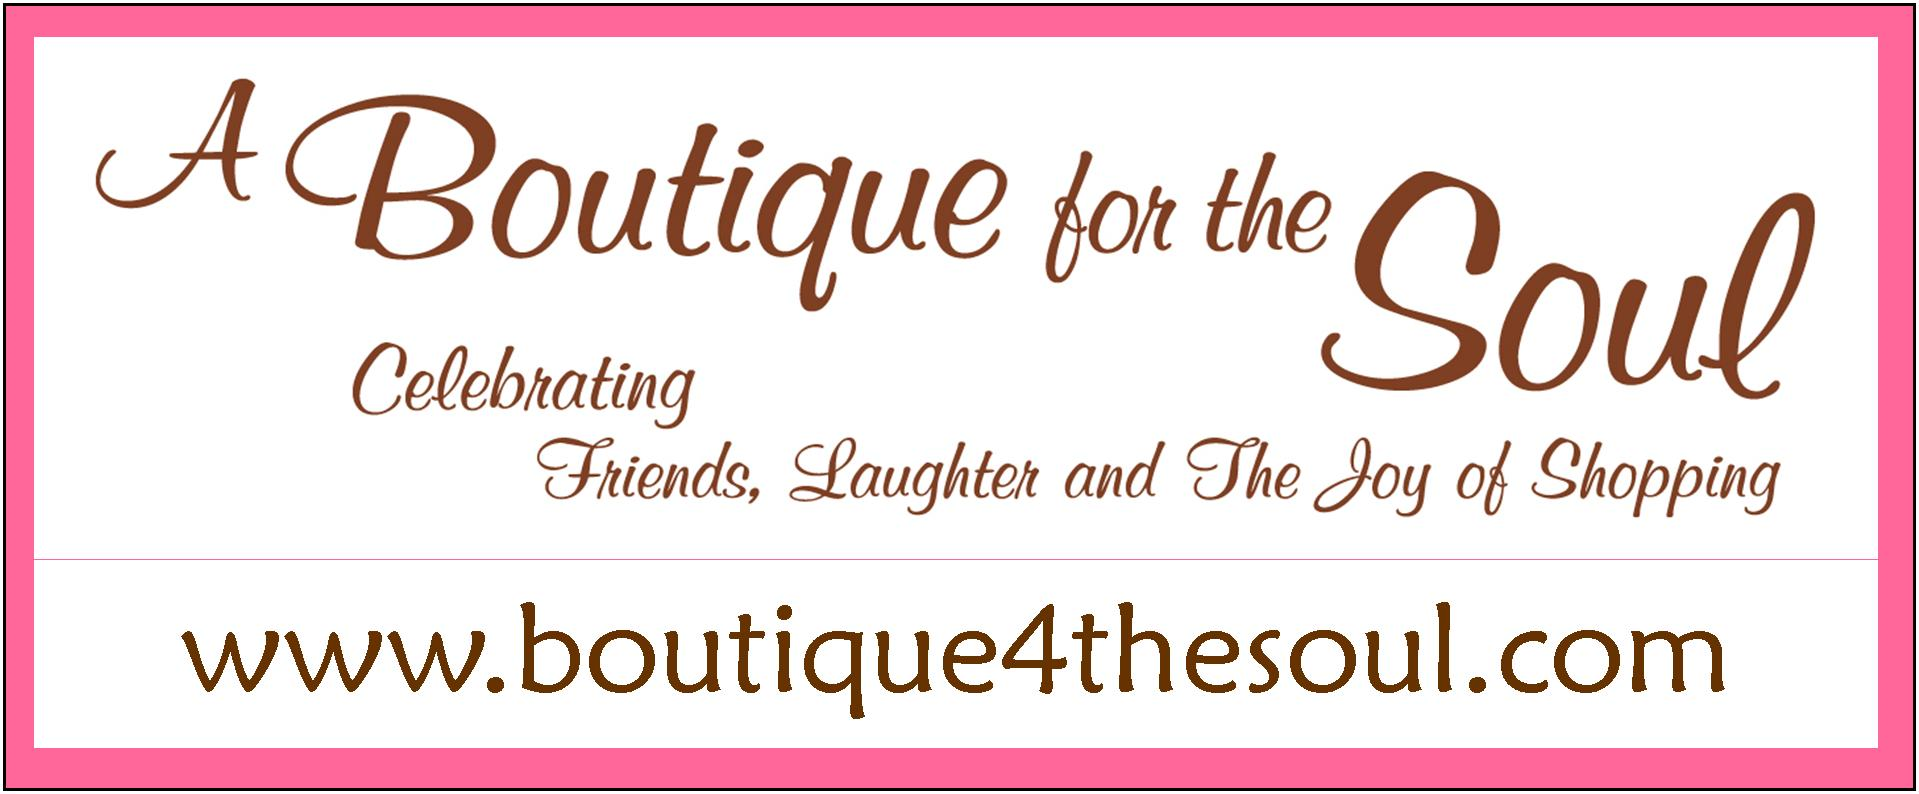 A Boutique for the Soul
Celebrating
Friends, Laughter and The Joy of Shopping
www.boutique4thesoul.com